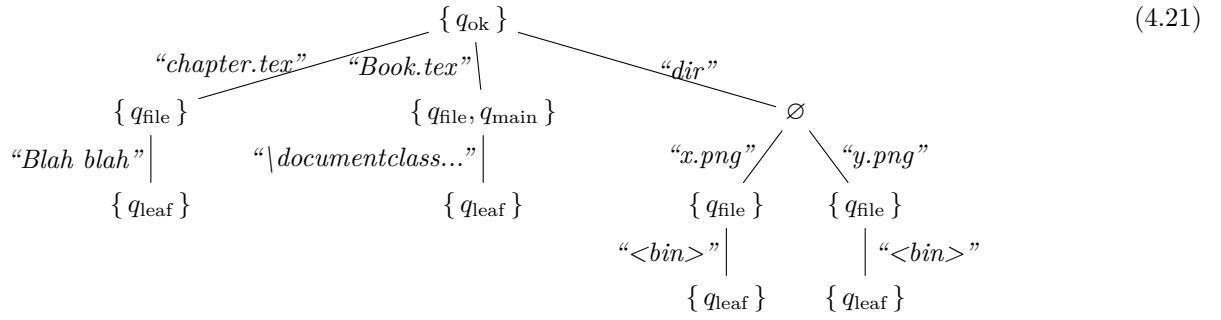 { q_ok } (4.21)
“chapter.tex” “Book.tex” “dir”
{ q_file } { q_file, q_main } ∅
“Blah blah” “\documentclass...” “x.png” “y.png”
{ q_leaf } { q_leaf } { q_file } { q_file }
“<bin>” “<bin>”
{ q_leaf } { q_leaf }